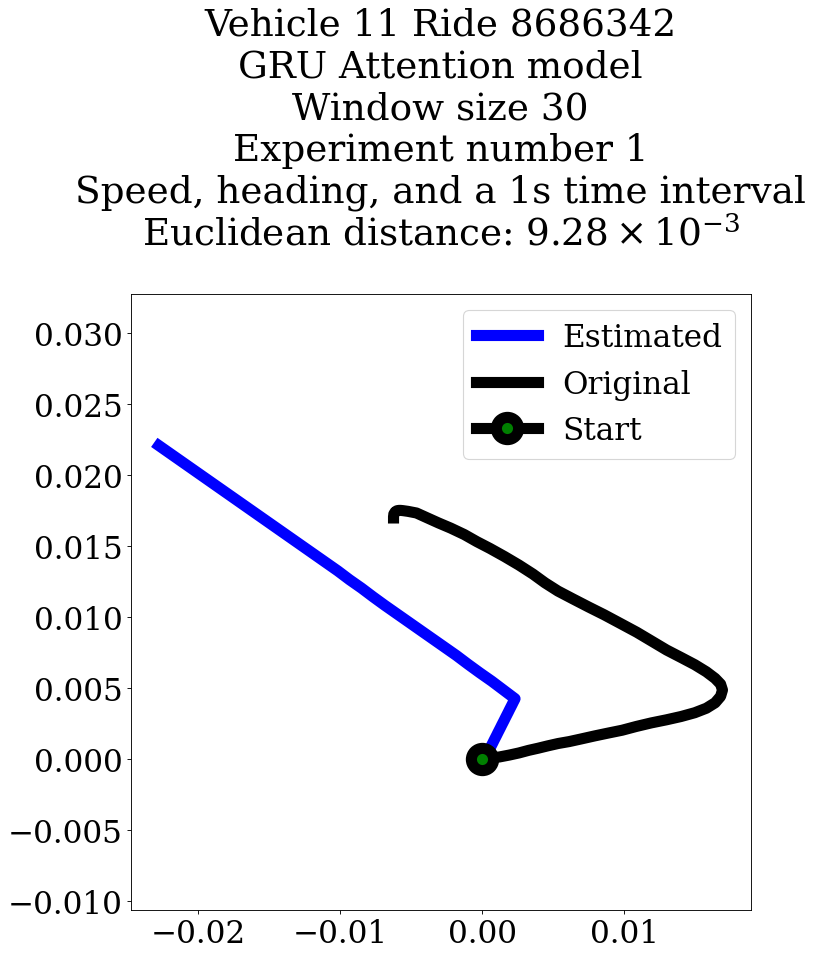 Vehicle 11 Ride 8686342
GRU Attention model
Window size 30
Experiment number 1
Speed, heading, and a 1s time interval
Euclidean distance: 9.28 × 10⁻³
Estimated
Original
Start
0.030
0.025
0.020
0.015
0.010
0.005
0.000
−0.005
−0.010
−0.02 −0.01 0.00 0.01